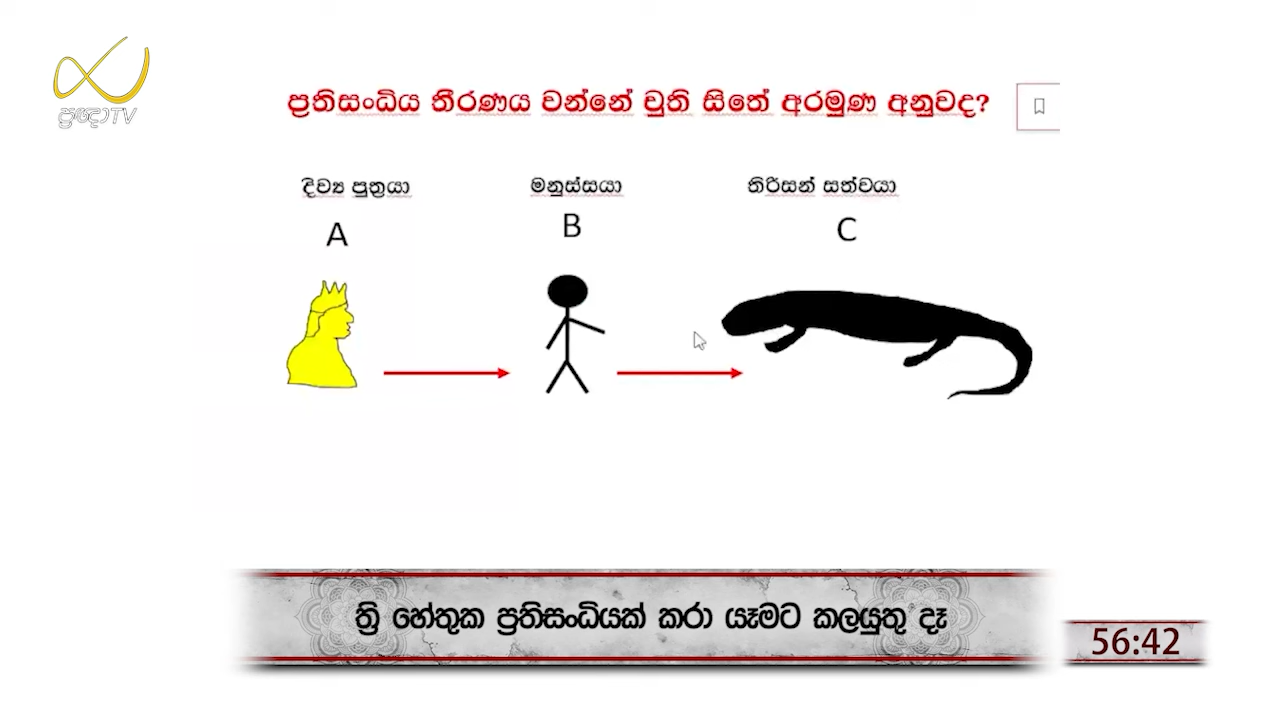 ප්‍රඥා TV
ප්‍රතිසංධිය තීරණය වන්නේ චුති සිතේ අරමුණ අනුවද?
දිව්‍ය පුත්‍රයා
මනුස්සයා
තිරිසන් සත්වයා
A
B
C
ත්‍රි හේතුක ප්‍රතිසංධියක් කරා යෑමට කලයුතු දෑ
56:42